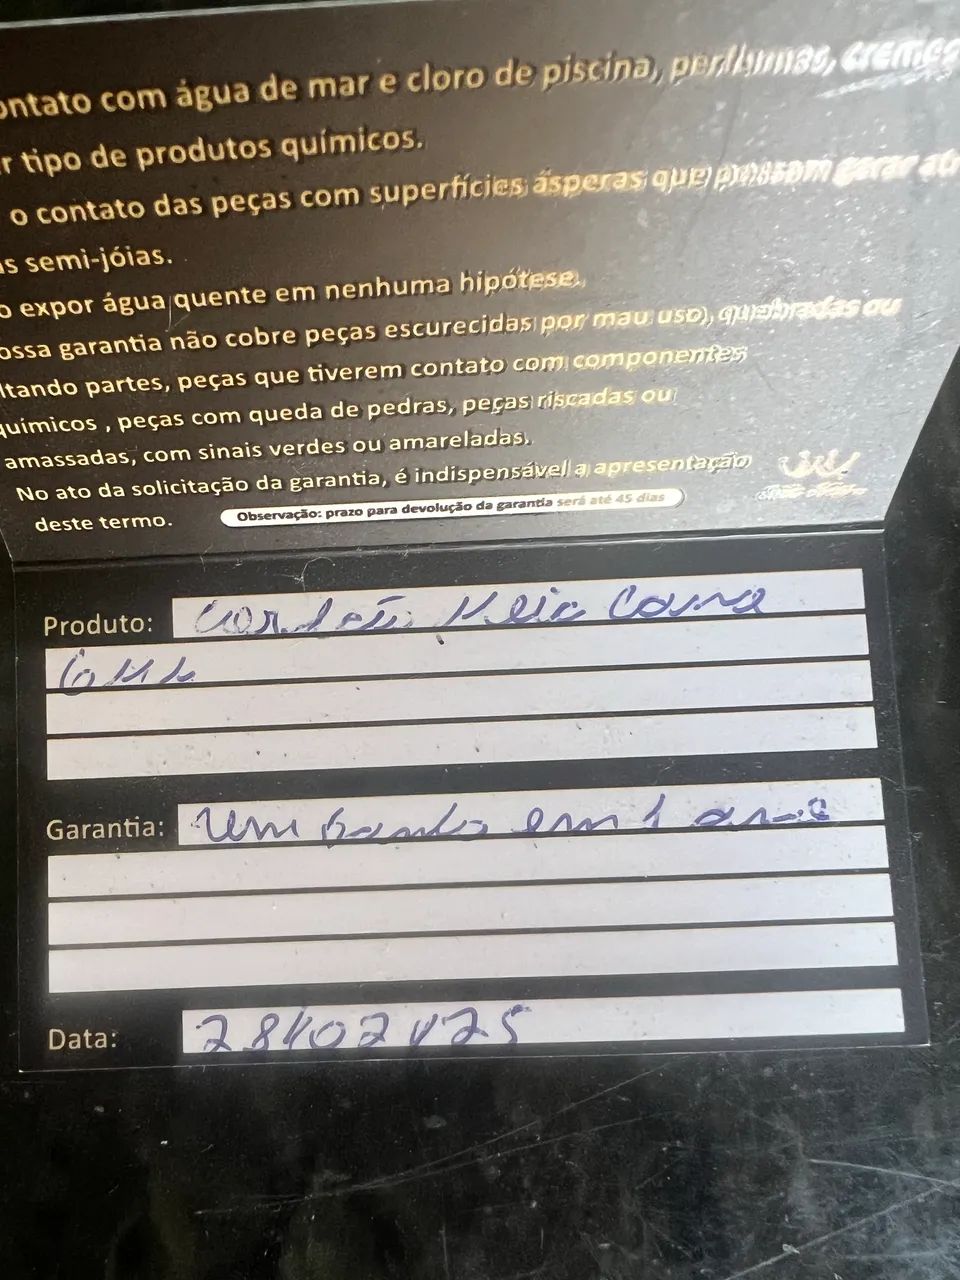 ontato com água de mar e cloro de piscina, perfumes, cremes
r tipo de produtos químicos.
o contato das peças com superfícies ásperas que possam gerar atr
as semi-jóias.
o expor água quente em nenhuma hipótese.
ossa garantia não cobre peças escurecidas por mau uso, quebradas ou
ltando partes, peças que tiverem contato com componentes
químicos , peças com queda de pedras, peças riscadas ou
amassadas, com sinais verdes ou amareladas.
No ato da solicitação da garantia, é indispensável a apresentação
deste termo.
Observação: prazo para devolução da garantia será até 45 dias
Produto: Cordão Meia Cana
6ML
Garantia: Um banho em 1 ano
Data: 28/02/25